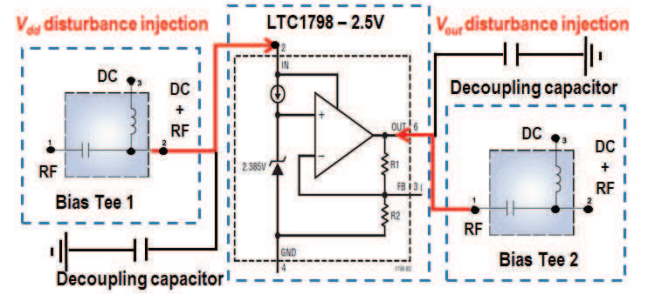 V_dd disturbance injection
LTC1798 – 2.5V
V_out disturbance injection
DC
3
DC
+
RF
1
2
RF
Bias Tee 1
Decoupling capacitor
2
IN
+
−
2.385V
OUT
6
R1
FB
3
R2
GND
4
Decoupling capacitor
DC
3
DC
+
RF
1
2
RF
Bias Tee 2